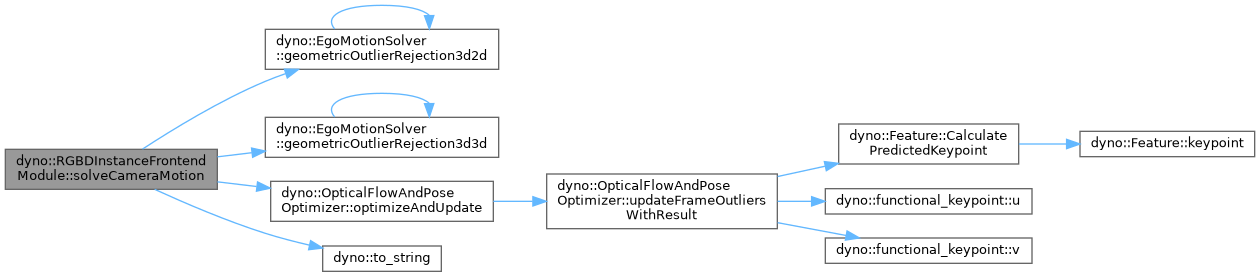 dyno::RGBDInstanceFrontend
Module::solveCameraMotion
dyno::EgoMotionSolver
::geometricOutlierRejection3d2d
dyno::EgoMotionSolver
::geometricOutlierRejection3d3d
dyno::OpticalFlowAndPose
Optimizer::optimizeAndUpdate
dyno::to_string
dyno::OpticalFlowAndPose
Optimizer::updateFrameOutliers
WithResult
dyno::Feature::Calculate
PredictedKeypoint
dyno::functional_keypoint::u
dyno::functional_keypoint::v
dyno::Feature::keypoint